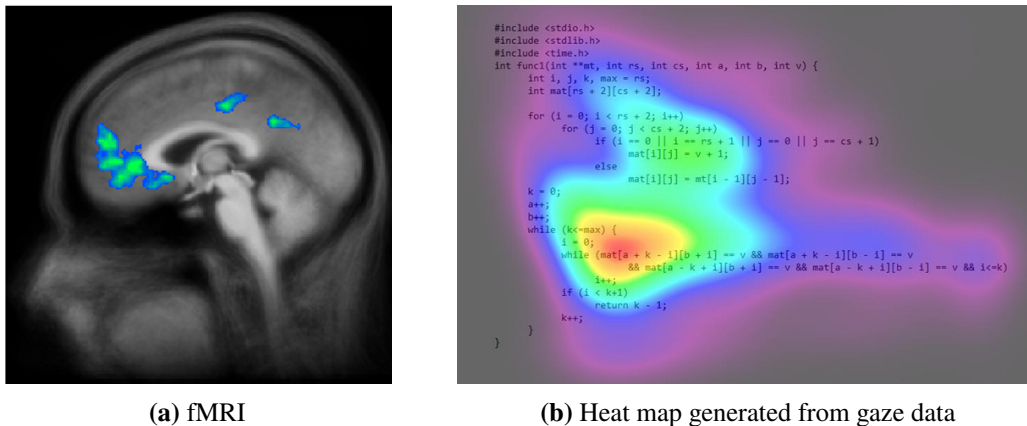 #include <stdio.h>
#include <stdlib.h>
#include <time.h>
int func1(int **mt, int rs, int cs, int a, int b, int v) {
int i, j, k, max = rs;
int mat[rs + 2][cs + 2];
for (i = 0; i < rs + 2; i++)
for (j = 0; j < cs + 2; j++)
if (i == 0 || i == rs + 1 || j == 0 || j == cs + 1)
mat[i][j] = v + 1;
else
mat[i][j] = mt[i - 1][j - 1];
k = 0;
a++;
b++;
while (k<=max) {
i = 0;
while (mat[a + k - i][b + i] == v && mat[a + k - i][b - i] == v
&& mat[a - k + i][b + i] == v && mat[a - k + i][b - i] == v && i<=k)
i++;
if (i < k+1)
return k - 1;
k++;
}
}
(a) fMRI
(b) Heat map generated from gaze data